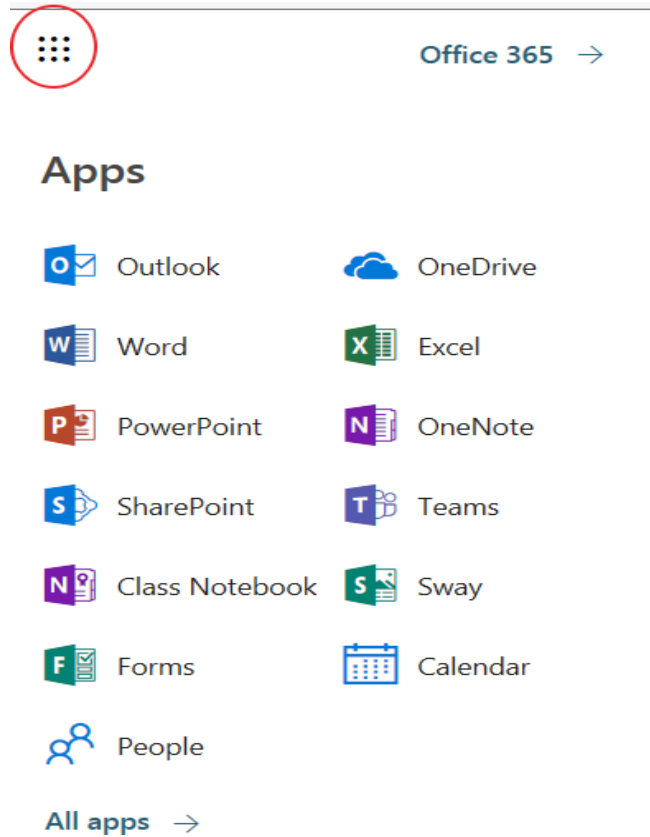 Office 365 →
Apps
Outlook OneDrive
Word Excel
PowerPoint OneNote
SharePoint Teams
Class Notebook Sway
Forms Calendar
People
All apps →